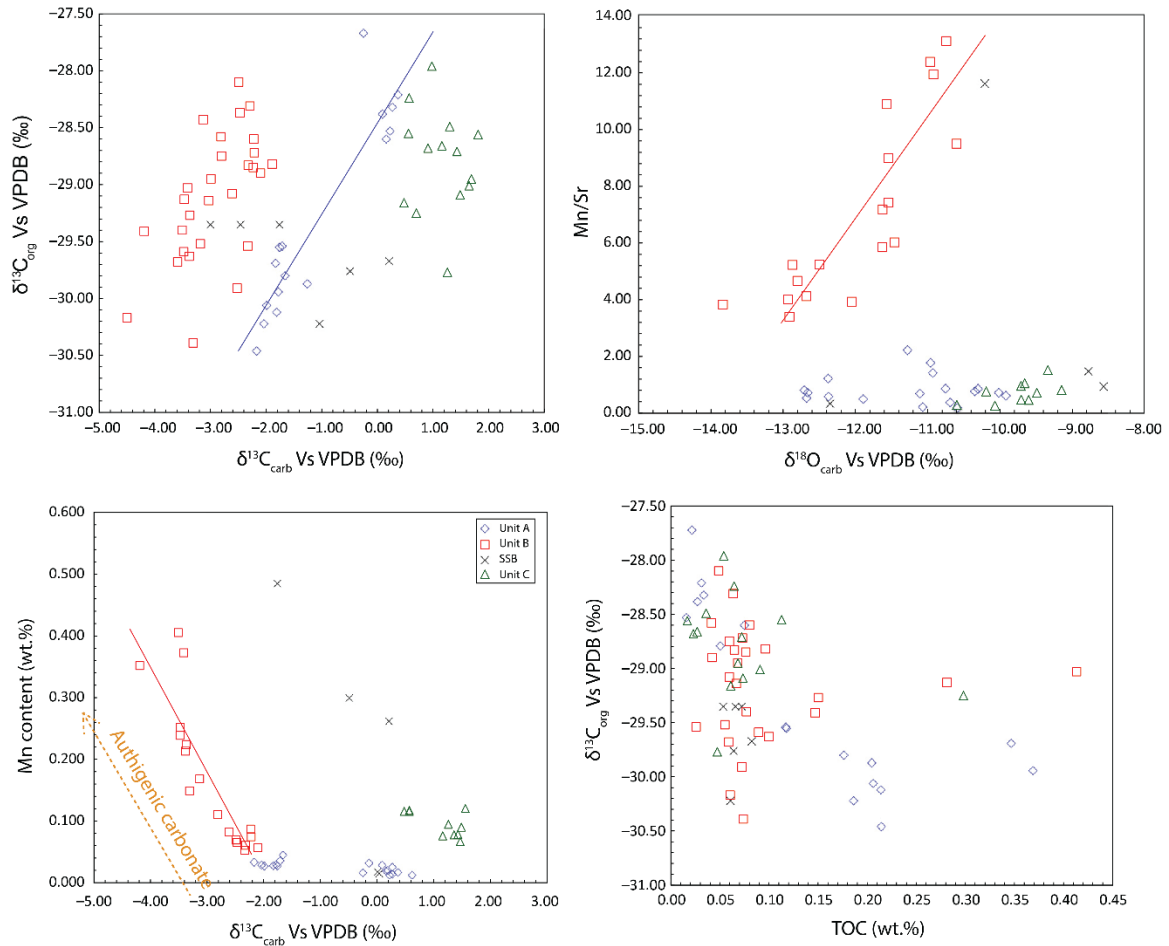 −27.50
−28.00
−28.50
−29.00
−29.50
−30.00
−30.50
−31.00
δ¹³C_org Vs VPDB (‰)
−5.00 −4.00 −3.00 −2.00 −1.00 0.00 1.00 2.00 3.00
δ¹³C_carb Vs VPDB (‰)
14.00
12.00
10.00
8.00
6.00
4.00
2.00
0.00
Mn/Sr
−15.00 −14.00 −13.00 −12.00 −11.00 −10.00 −9.00 −8.00
δ¹⁸O_carb Vs VPDB (‰)
0.600
0.500
0.400
0.300
0.200
0.100
0.000
Mn content (wt.%)
Unit A
Unit B
SSB
Unit C
Authigenic carbonate
−5.00 −4.00 −3.00 −2.00 −1.00 0.00 1.00 2.00 3.00
δ¹³C_carb Vs VPDB (‰)
−27.50
−28.00
−28.50
−29.00
−29.50
−30.00
−30.50
−31.00
δ¹³C_org Vs VPDB (‰)
0.00 0.05 0.10 0.15 0.20 0.25 0.30 0.35 0.40 0.45
TOC (wt.%)